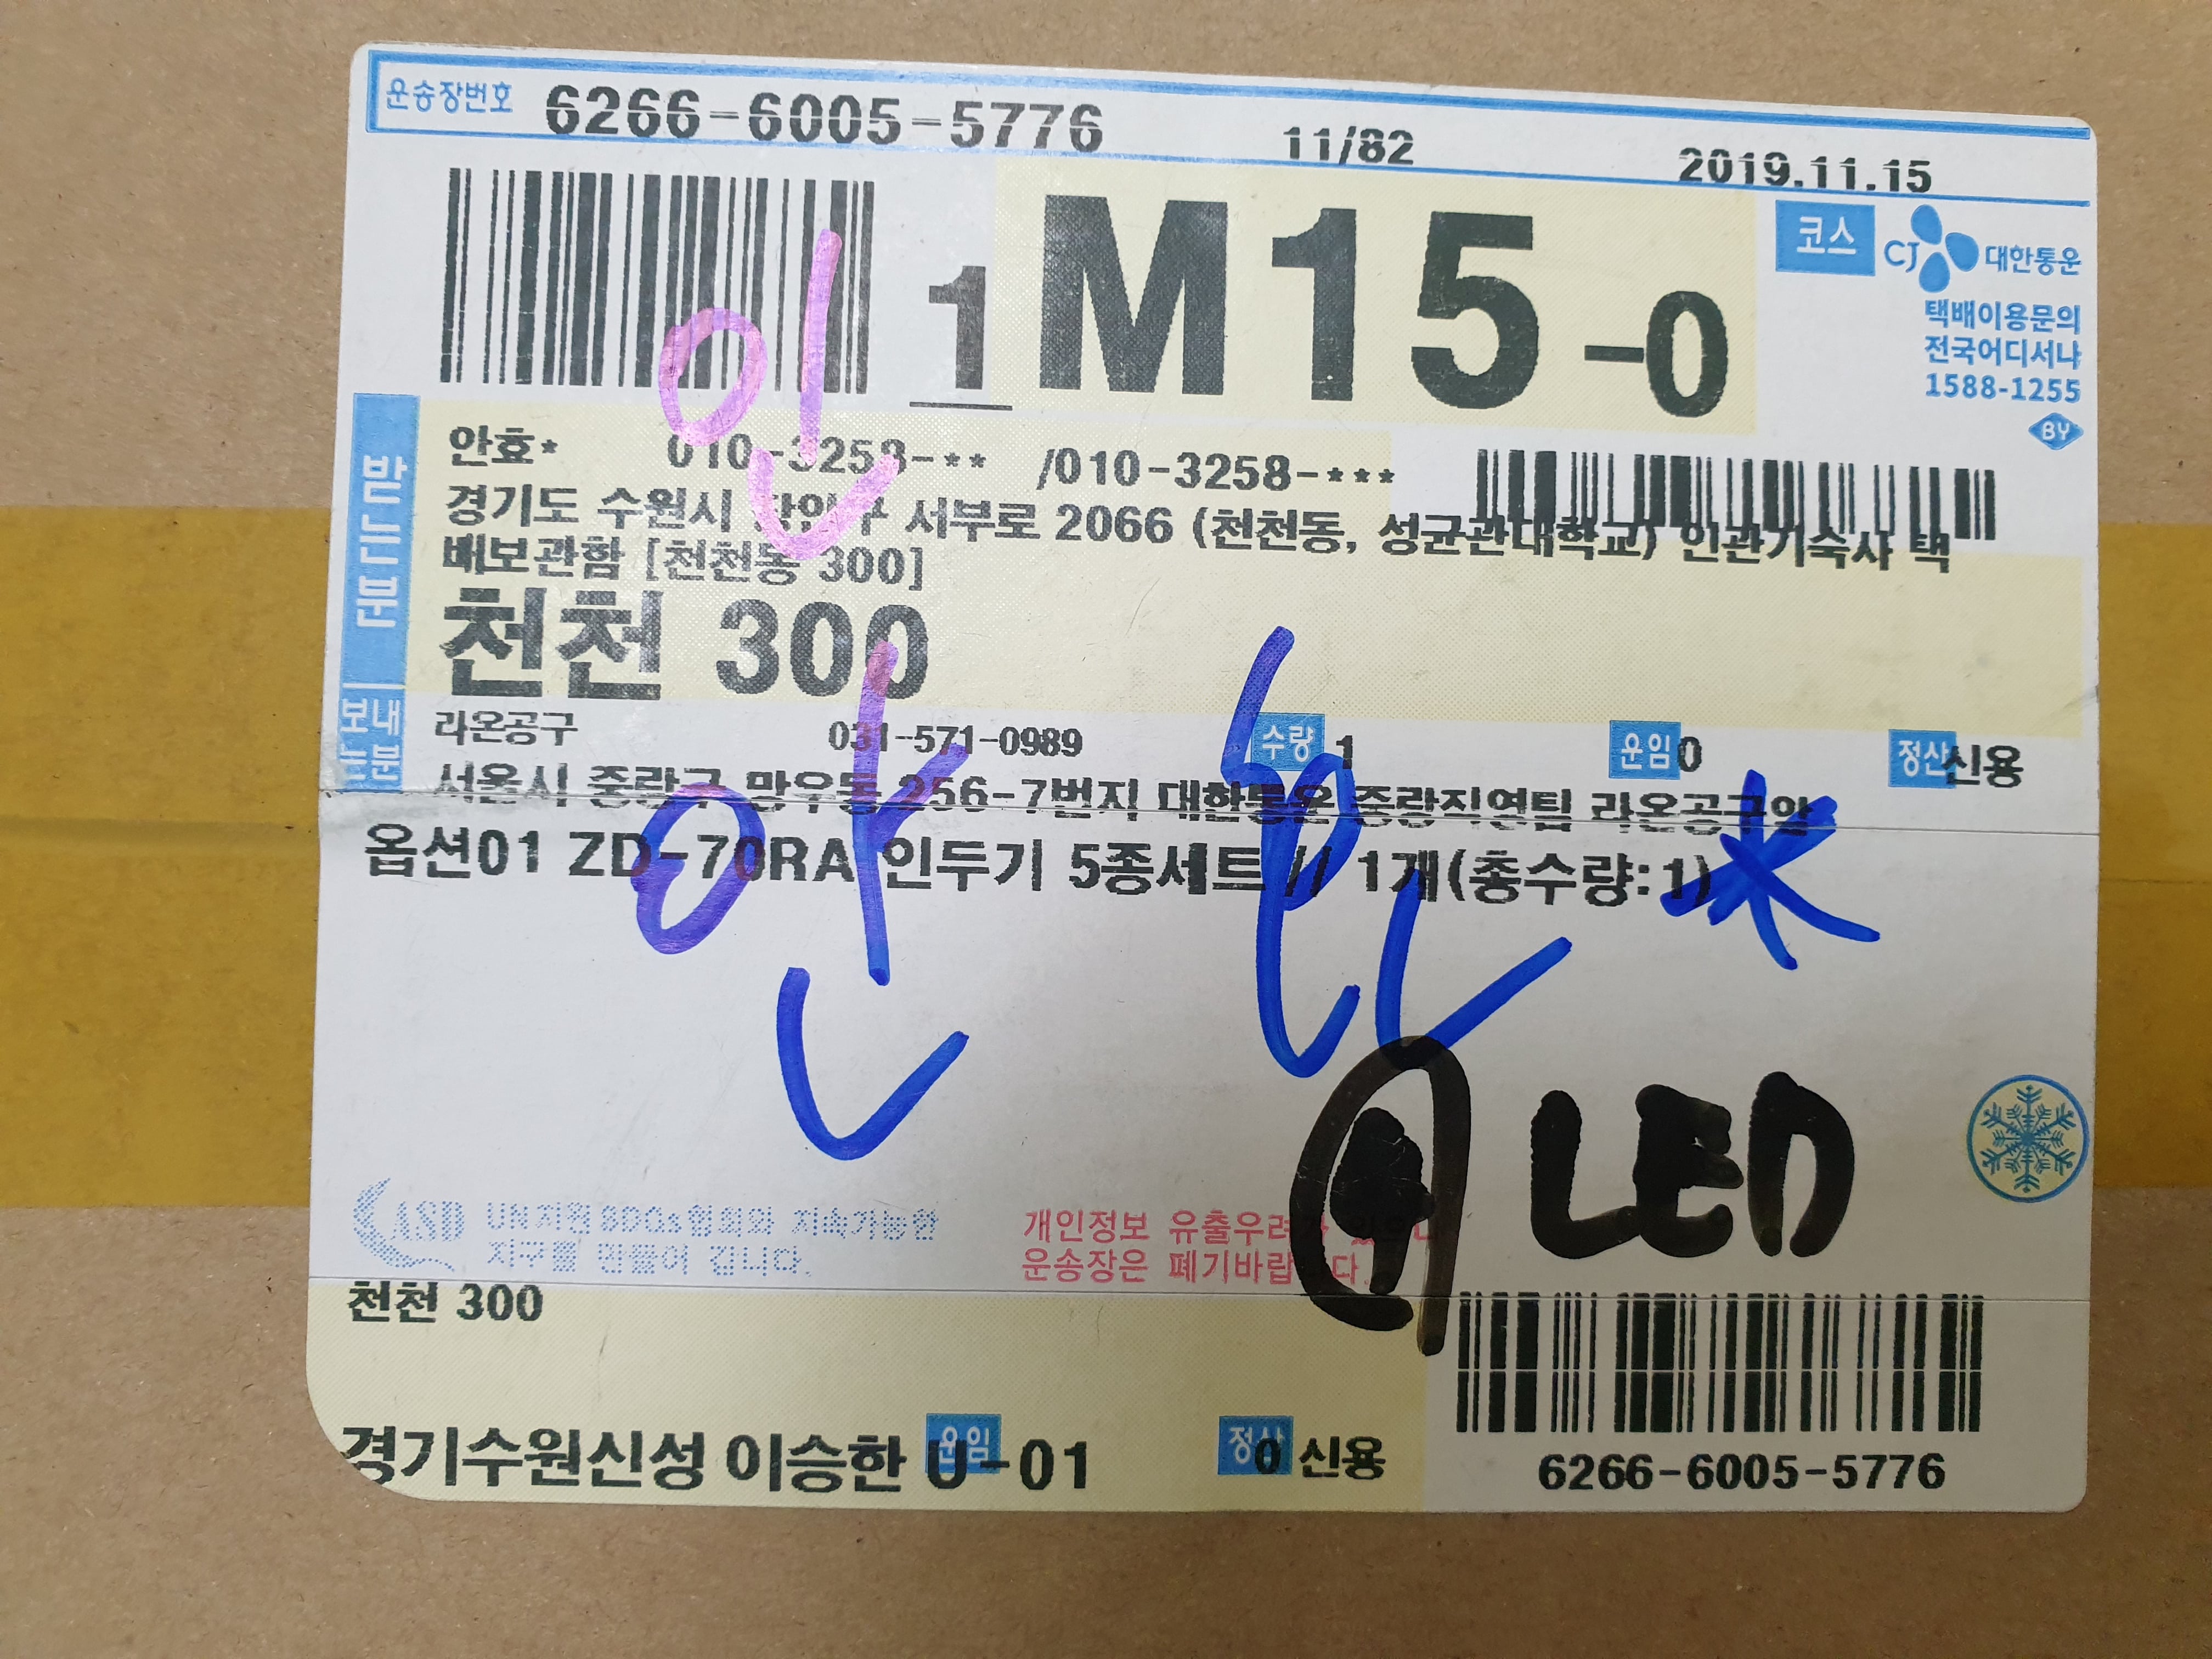 운송장번호 6266-6005-5776 11/82 2019.11.15
1 M15-0
코스 CJ 대한통운
택배이용문의
전국어디서나
1588-1255
BY
받는분
안효* 010-3258-** /010-3258-***
경기도 수원시 장안구 서부로 2066 (천천동, 성균관대학교) 인관기숙사 택
배보관함 [천천동 300]
천천 300
보내는분
라온공구 031-571-0989 수량 1 운임 0 정산 신용
서울시 중랑구 망우동 256-7번지 대한통운 중랑직영팀 라온공구앞
옵션01 ZD-70RA 인두기 5종세트 // 1개(총수량:1)
인
안
LED
ASD UN지원SDGs협회와 지속가능한
지구를 만들어 갑니다.
개인정보 유출우려가 있으니
운송장은 폐기바랍니다.
천천 300
경기수원신성 이승한 U-01 운임 정산 0 신용
6266-6005-5776